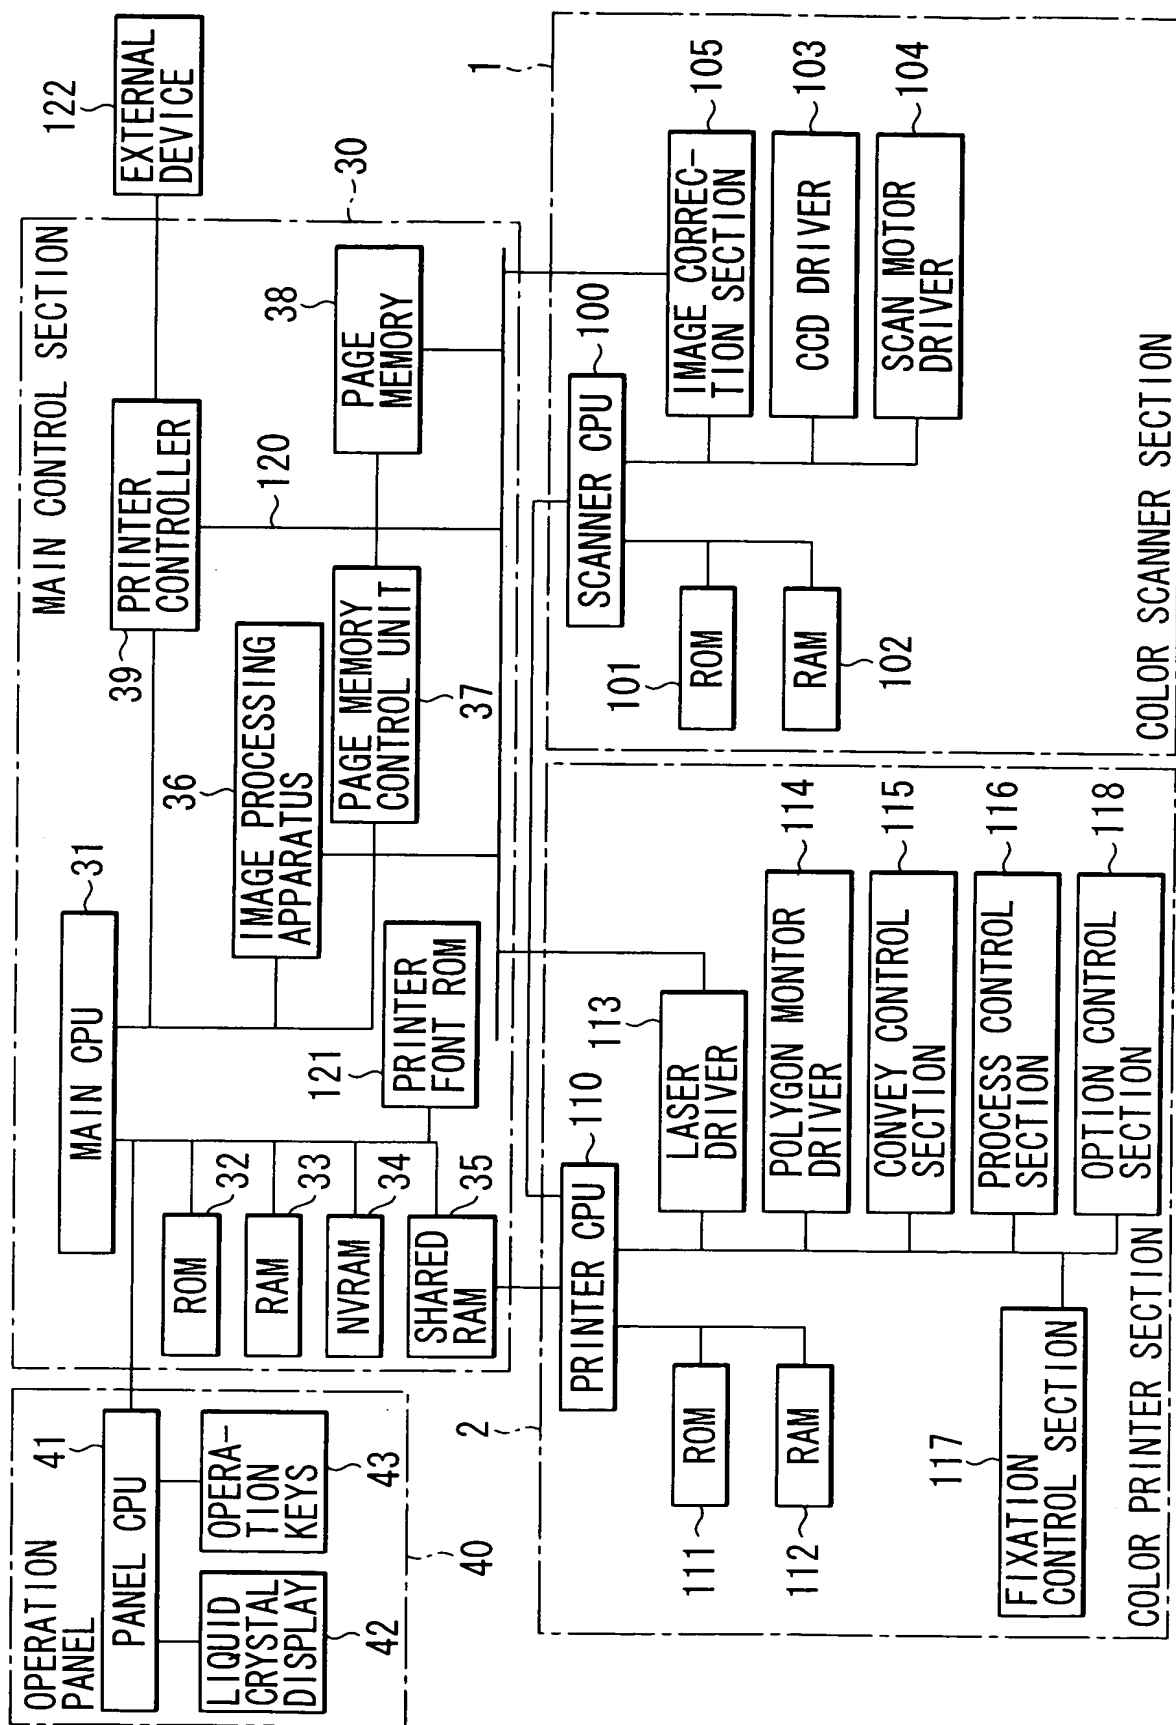 OPERATION
PANEL
PANEL CPU
41
LIQUID
CRYSTAL
DISPLAY
42
OPERA-
TION
KEYS
43
40
MAIN CONTROL SECTION
30
MAIN CPU
31
ROM
32
RAM
33
NVRAM
34
SHARED
RAM
35
PRINTER
FONT ROM
121
IMAGE PROCESSING
APPARATUS
36
PAGE MEMORY
CONTROL UNIT
37
PRINTER
CONTROLLER
39
120
PAGE
MEMORY
38
EXTERNAL
DEVICE
122
2
PRINTER CPU
110
ROM
111
RAM
112
LASER
DRIVER
113
POLYGON MONTOR
DRIVER
114
CONVEY CONTROL
SECTION
115
PROCESS CONTROL
SECTION
116
OPTION CONTROL
SECTION
118
FIXATION
CONTROL SECTION
117
COLOR PRINTER SECTION
1
SCANNER CPU
100
ROM
101
RAM
102
IMAGE CORREC-
TION SECTION
105
CCD DRIVER
103
SCAN MOTOR
DRIVER
104
COLOR SCANNER SECTION